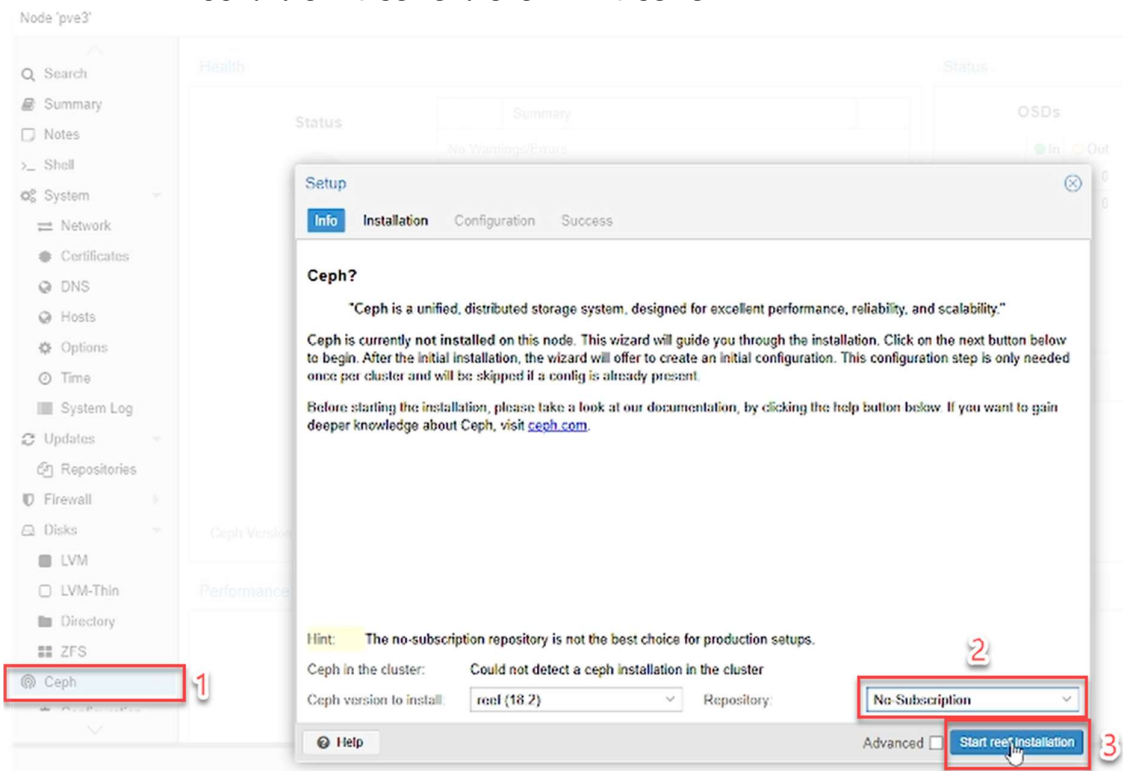 Node 'pve3'
Search
Summary
Notes
>_ Shell
System
Network
Certificates
DNS
Hosts
Options
Time
System Log
Updates
Repositories
Firewall
Disks
LVM
LVM-Thin
Directory
ZFS
Ceph
Configuration
1
Health
Status
Status
Summary
OSDs
No Warnings/Errors
In Out
0
0
Ceph Version
Performance
Setup
Info Installation Configuration Success
Ceph?
"Ceph is a unified, distributed storage system, designed for excellent performance, reliability, and scalability."
Ceph is currently not installed on this node. This wizard will guide you through the installation. Click on the next button below
to begin. After the initial installation, the wizard will offer to create an initial configuration. This configuration step is only needed
once per cluster and will be skipped if a config is already present.
Before starting the installation, please take a look at our documentation, by clicking the help button below. If you want to gain
deeper knowledge about Ceph, visit ceph.com.
Hint: The no-subscription repository is not the best choice for production setups.
2
Ceph in the cluster: Could not detect a ceph installation in the cluster
Ceph version to install: reef (18.2) Repository: No-Subscription
Help Advanced Start reef installation
3